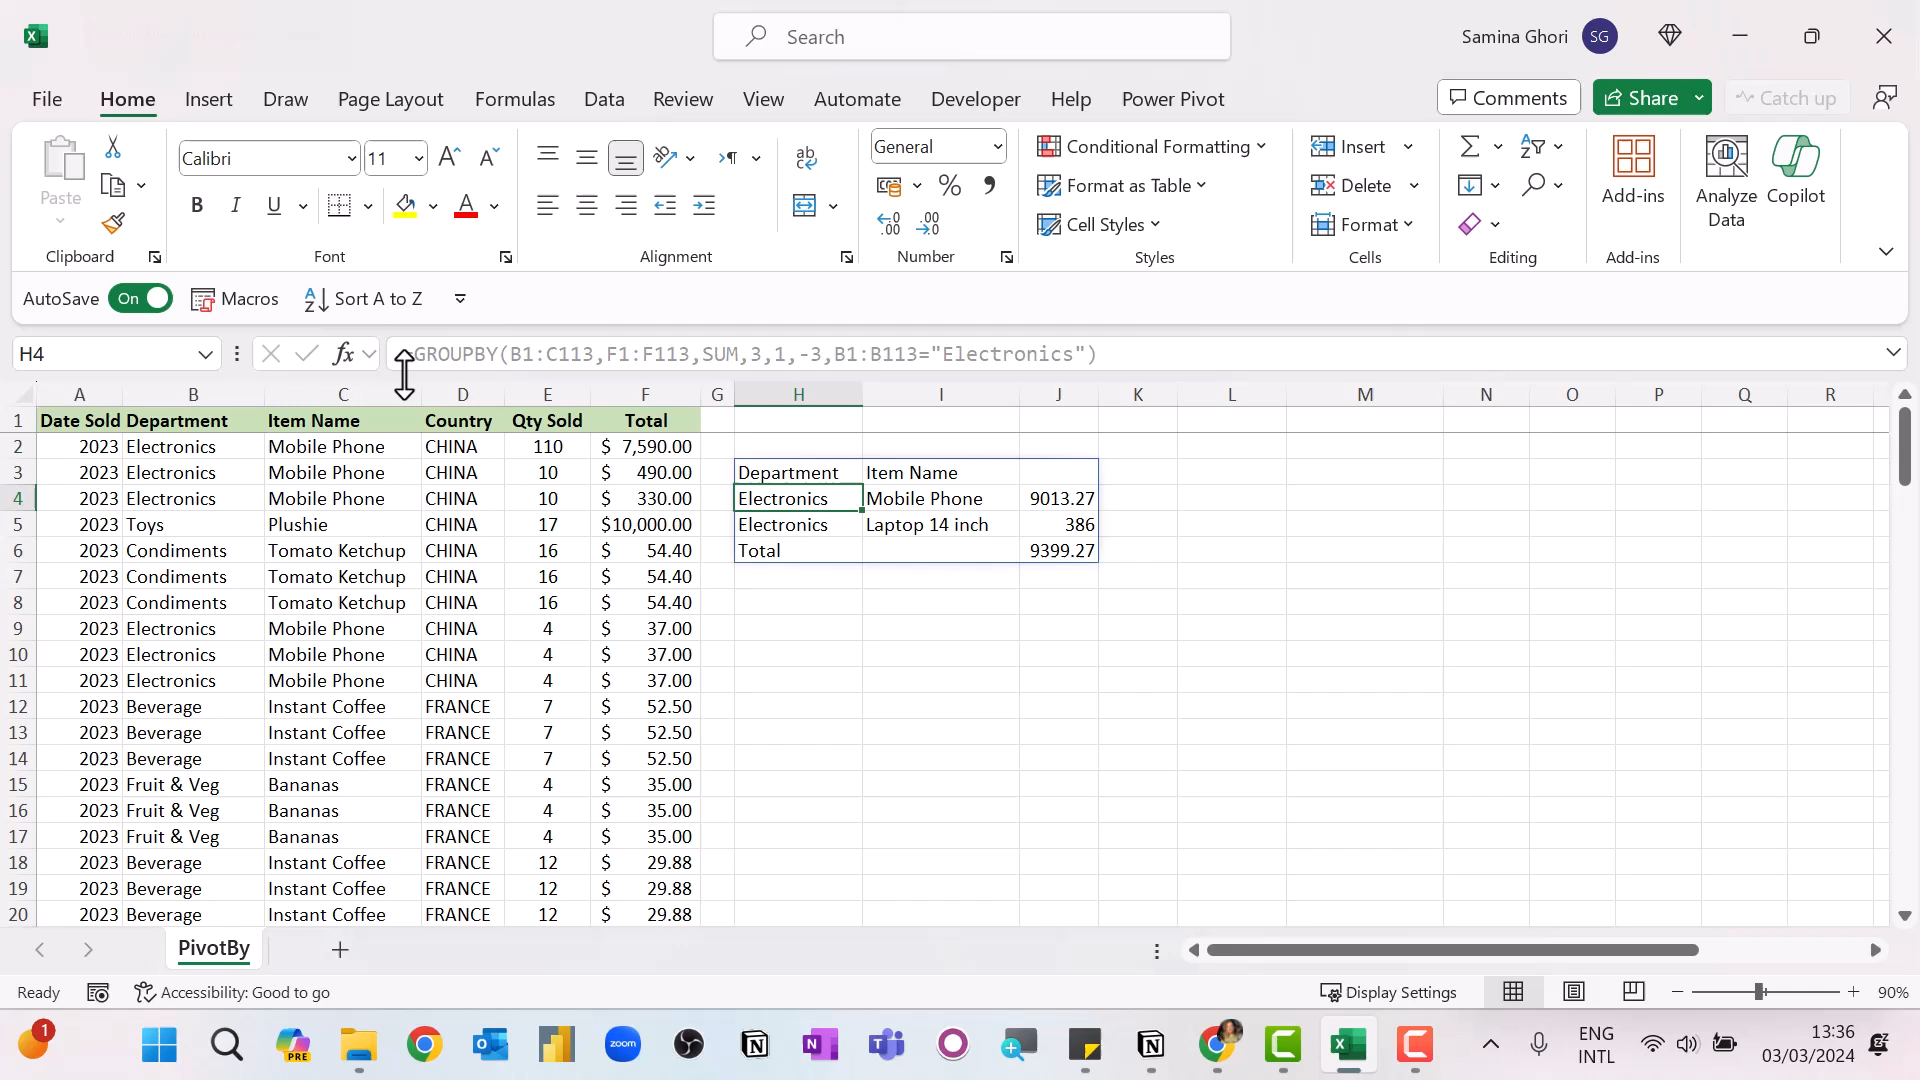 Search
Samina Ghori SG
File Home Insert Draw Page Layout Formulas Data Review View Automate Developer Help Power Pivot Comments Share Catch up
Paste
Calibri 11
General
Conditional Formatting
Format as Table
Cell Styles
Insert
Delete
Format
Add-ins
Analyze Data
Copilot
Clipboard Font Alignment Number Styles Cells Editing Add-ins
AutoSave On Macros Sort A to Z
H4 GROUPBY(B1:C113,F1:F113,SUM,3,1,-3,B1:B113="Electronics")
A B C D E F G H I J K L M N O P Q R
1 Date Sold Department Item Name Country Qty Sold Total
2 2023 Electronics Mobile Phone CHINA 110 $ 7,590.00
3 2023 Electronics Mobile Phone CHINA 10 $ 490.00 Department Item Name
4 2023 Electronics Mobile Phone CHINA 10 $ 330.00 Electronics Mobile Phone 9013.27
5 2023 Toys Plushie CHINA 17 $10,000.00 Electronics Laptop 14 inch 386
6 2023 Condiments Tomato Ketchup CHINA 16 $ 54.40 Total 9399.27
7 2023 Condiments Tomato Ketchup CHINA 16 $ 54.40
8 2023 Condiments Tomato Ketchup CHINA 16 $ 54.40
9 2023 Electronics Mobile Phone CHINA 4 $ 37.00
10 2023 Electronics Mobile Phone CHINA 4 $ 37.00
11 2023 Electronics Mobile Phone CHINA 4 $ 37.00
12 2023 Beverage Instant Coffee FRANCE 7 $ 52.50
13 2023 Beverage Instant Coffee FRANCE 7 $ 52.50
14 2023 Beverage Instant Coffee FRANCE 7 $ 52.50
15 2023 Fruit & Veg Bananas FRANCE 4 $ 35.00
16 2023 Fruit & Veg Bananas FRANCE 4 $ 35.00
17 2023 Fruit & Veg Bananas FRANCE 4 $ 35.00
18 2023 Beverage Instant Coffee FRANCE 12 $ 29.88
19 2023 Beverage Instant Coffee FRANCE 12 $ 29.88
20 2023 Beverage Instant Coffee FRANCE 12 $ 29.88
PivotBy
Ready Accessibility: Good to go Display Settings 90%
1 PRE zoom ENG INTL 13:36
03/03/2024